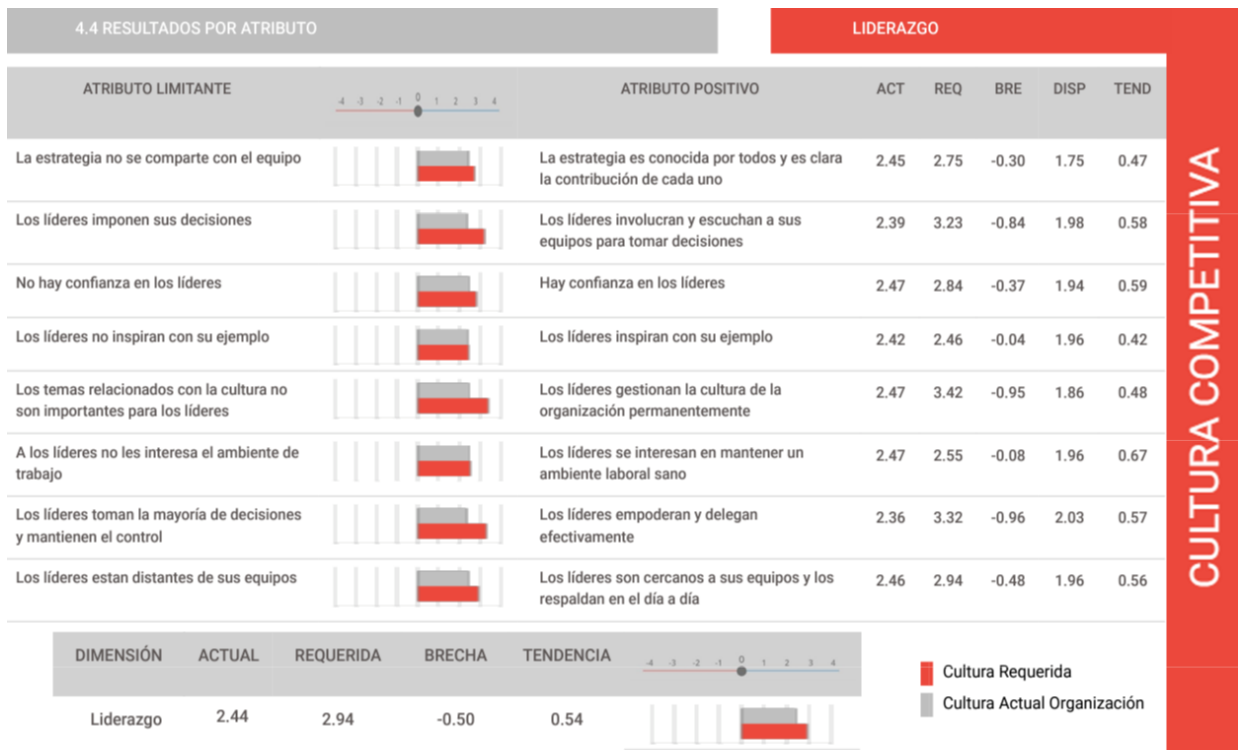 4.4 RESULTADOS POR ATRIBUTO
LIDERAZGO
ATRIBUTO LIMITANTE
-4 -3 -2 -1 0 1 2 3 4
ATRIBUTO POSITIVO
ACT REQ BRE DISP TEND
La estrategia no se comparte con el equipo
La estrategia es conocida por todos y es clara
la contribución de cada uno
2.45 2.75 -0.30 1.75 0.47
Los líderes imponen sus decisiones
Los líderes involucran y escuchan a sus
equipos para tomar decisiones
2.39 3.23 -0.84 1.98 0.58
No hay confianza en los líderes
Hay confianza en los líderes
2.47 2.84 -0.37 1.94 0.59
Los líderes no inspiran con su ejemplo
Los líderes inspiran con su ejemplo
2.42 2.46 -0.04 1.96 0.42
Los temas relacionados con la cultura no
son importantes para los líderes
Los líderes gestionan la cultura de la
organización permanentemente
2.47 3.42 -0.95 1.86 0.48
A los líderes no les interesa el ambiente de
trabajo
Los líderes se interesan en mantener un
ambiente laboral sano
2.47 2.55 -0.08 1.96 0.67
Los líderes toman la mayoría de decisiones
y mantienen el control
Los líderes empoderan y delegan
efectivamente
2.36 3.32 -0.96 2.03 0.57
Los líderes estan distantes de sus equipos
Los líderes son cercanos a sus equipos y los
respaldan en el día a día
2.46 2.94 -0.48 1.96 0.56
DIMENSIÓN ACTUAL REQUERIDA BRECHA TENDENCIA
-4 -3 -2 -1 0 1 2 3 4
Liderazgo 2.44 2.94 -0.50 0.54
Cultura Requerida
Cultura Actual Organización
CULTURA COMPETITIVA